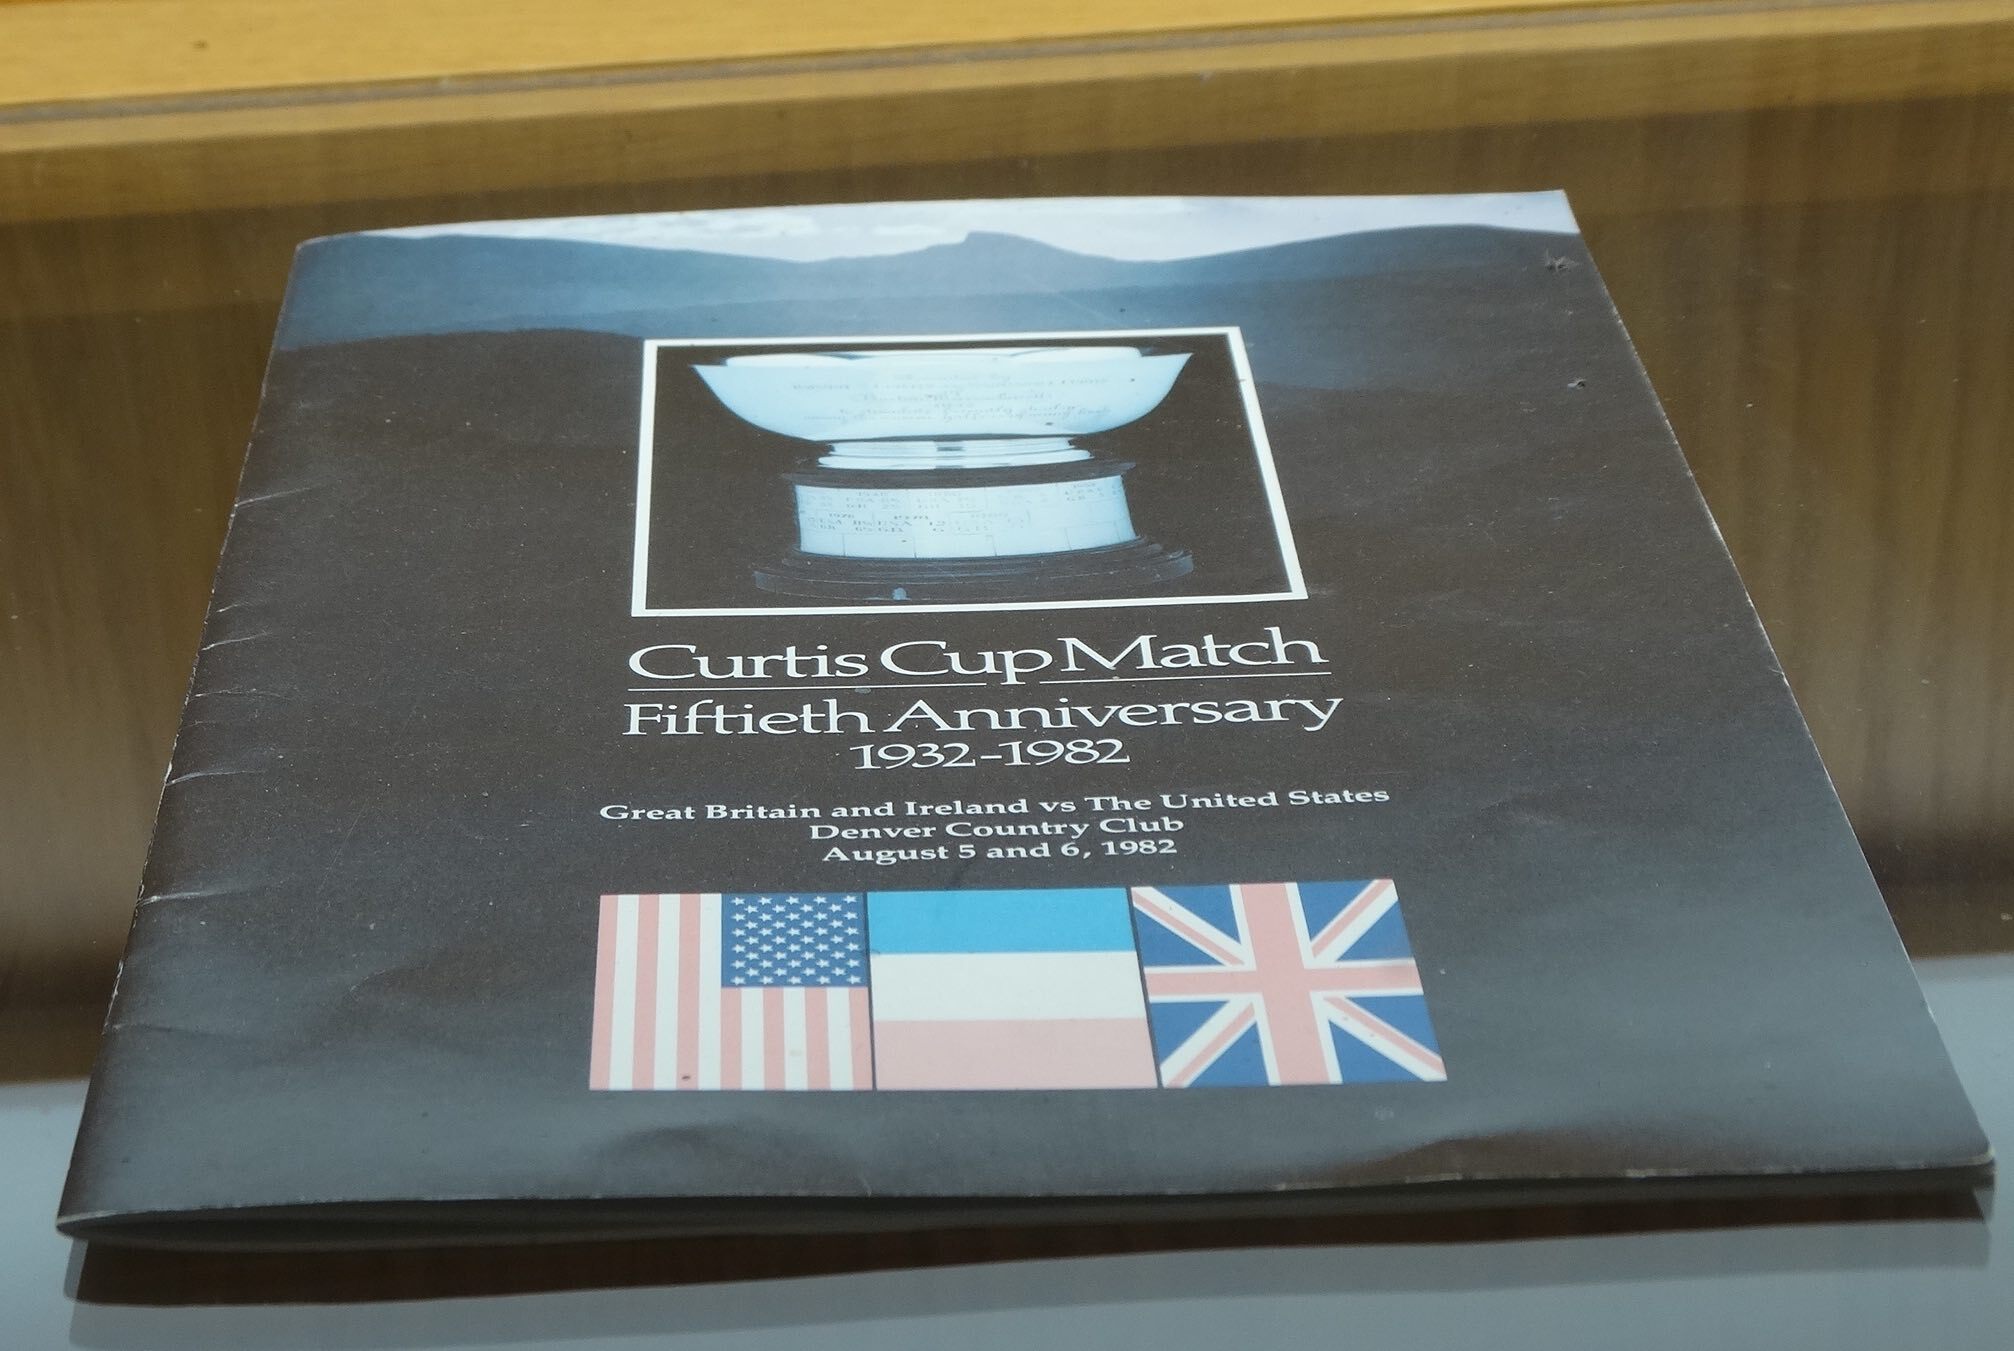 Curtis Cup Match
Fiftieth Anniversary
1932-1982
Great Britain and Ireland vs The United States
Denver Country Club
August 5 and 6, 1982